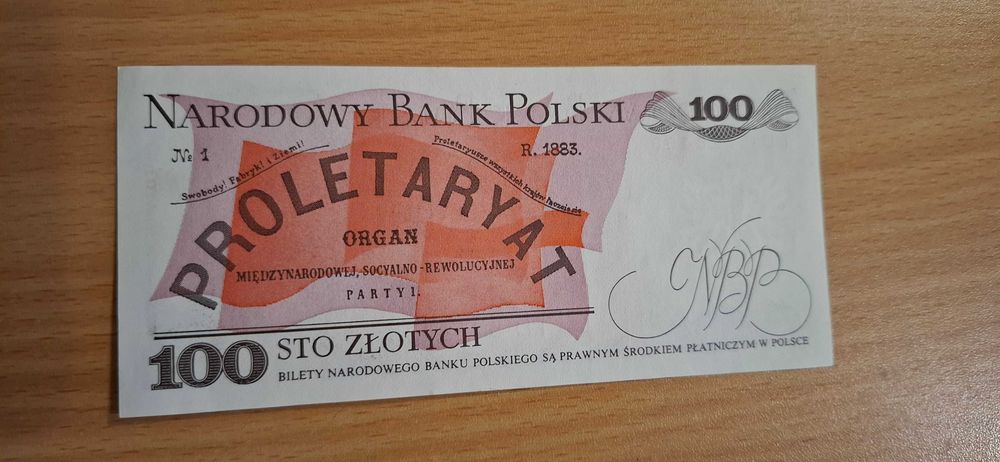 NARODOWY BANK POLSKI
100
№ 1
R. 1883.
Swobody! Fabryk! i Ziemi!
Proletaryusze wszystkich krajów łączcie się
PROLETARYAT
ORGAN
MIĘDZYNARODOWEJ, SOCYALNO-REWOLUCYJNEJ
PARTYI.
NBP
100 STO ZŁOTYCH
BILETY NARODOWEGO BANKU POLSKIEGO SĄ PRAWNYM ŚRODKIEM PŁATNICZYM W POLSCE